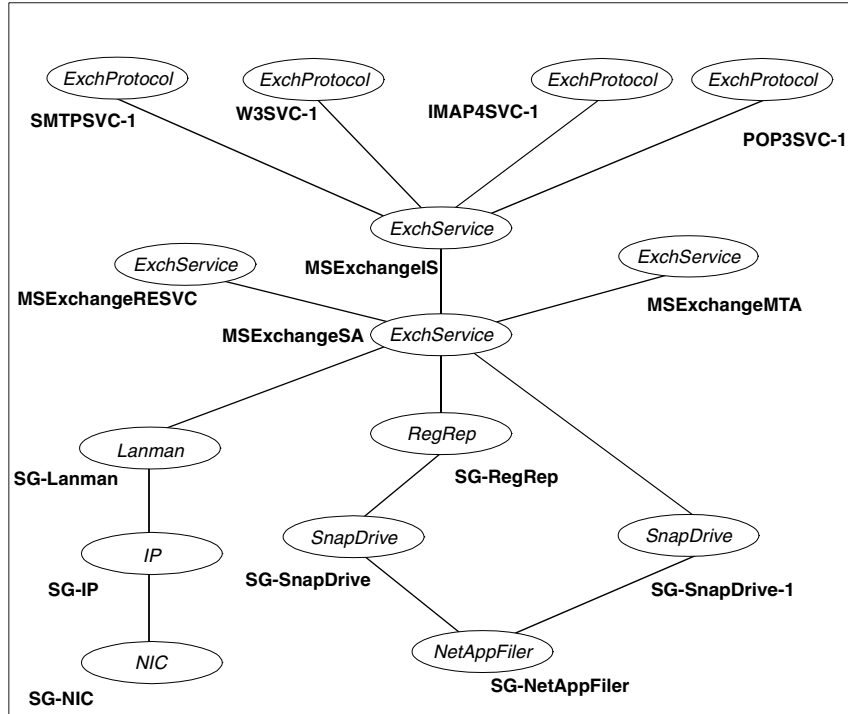 ExchProtocol
ExchProtocol
ExchProtocol
ExchProtocol
SMTPSVC-1
W3SVC-1
IMAP4SVC-1
POP3SVC-1
ExchService
MSExchangeIS
ExchService
MSExchangeRESVC
ExchService
MSExchangeMTA
MSExchangeSA
ExchService
Lanman
SG-Lanman
RegRep
SG-RegRep
IP
SG-IP
SnapDrive
SG-SnapDrive
SnapDrive
SG-SnapDrive-1
NIC
SG-NIC
NetAppFiler
SG-NetAppFiler